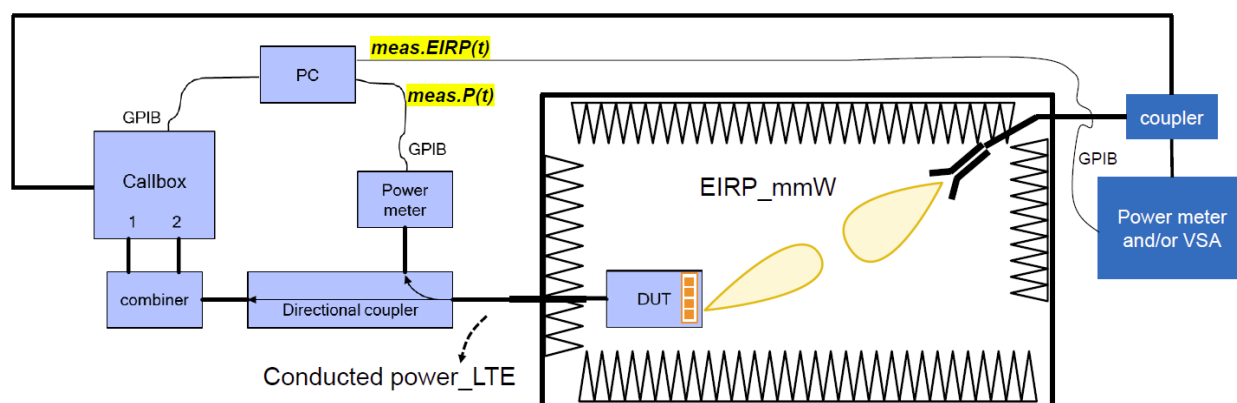 meas.EIRP(t)
PC
meas.P(t)
GPIB
coupler
GPIB
GPIB
Callbox
1 2
Power
meter
EIRP_mmW
Power meter
and/or VSA
combiner
Directional coupler
DUT
Conducted power_LTE